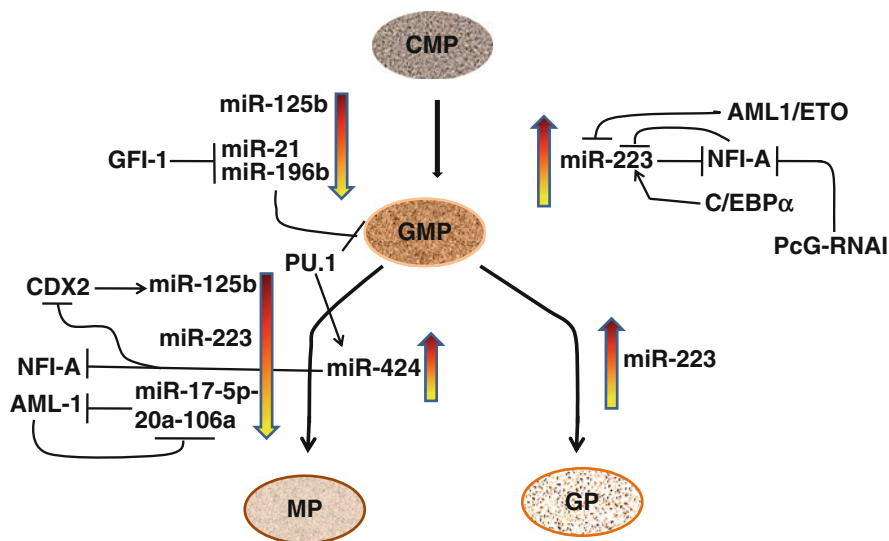 CMP
miR-125b
GFI-1
miR-21
miR-196b
AML1/ETO
miR-223
NFI-A
C/EBPα
PcG-RNAI
GMP
PU.1
CDX2
miR-125b
miR-223
NFI-A
miR-424
AML-1
miR-17-5p-
20a-106a
miR-223
MP
GP